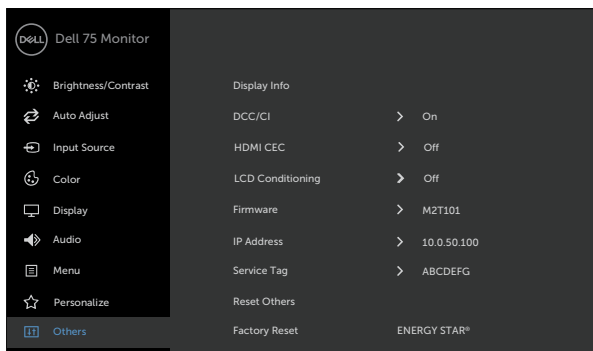 DELL Dell 75 Monitor
Brightness/Contrast Display Info
Auto Adjust DCC/CI On
Input Source HDMI CEC Off
Color LCD Conditioning Off
Display Firmware M2T101
Audio IP Address 10.0.50.100
Menu Service Tag ABCDEFG
Personalize Reset Others
Others Factory Reset ENERGY STAR®